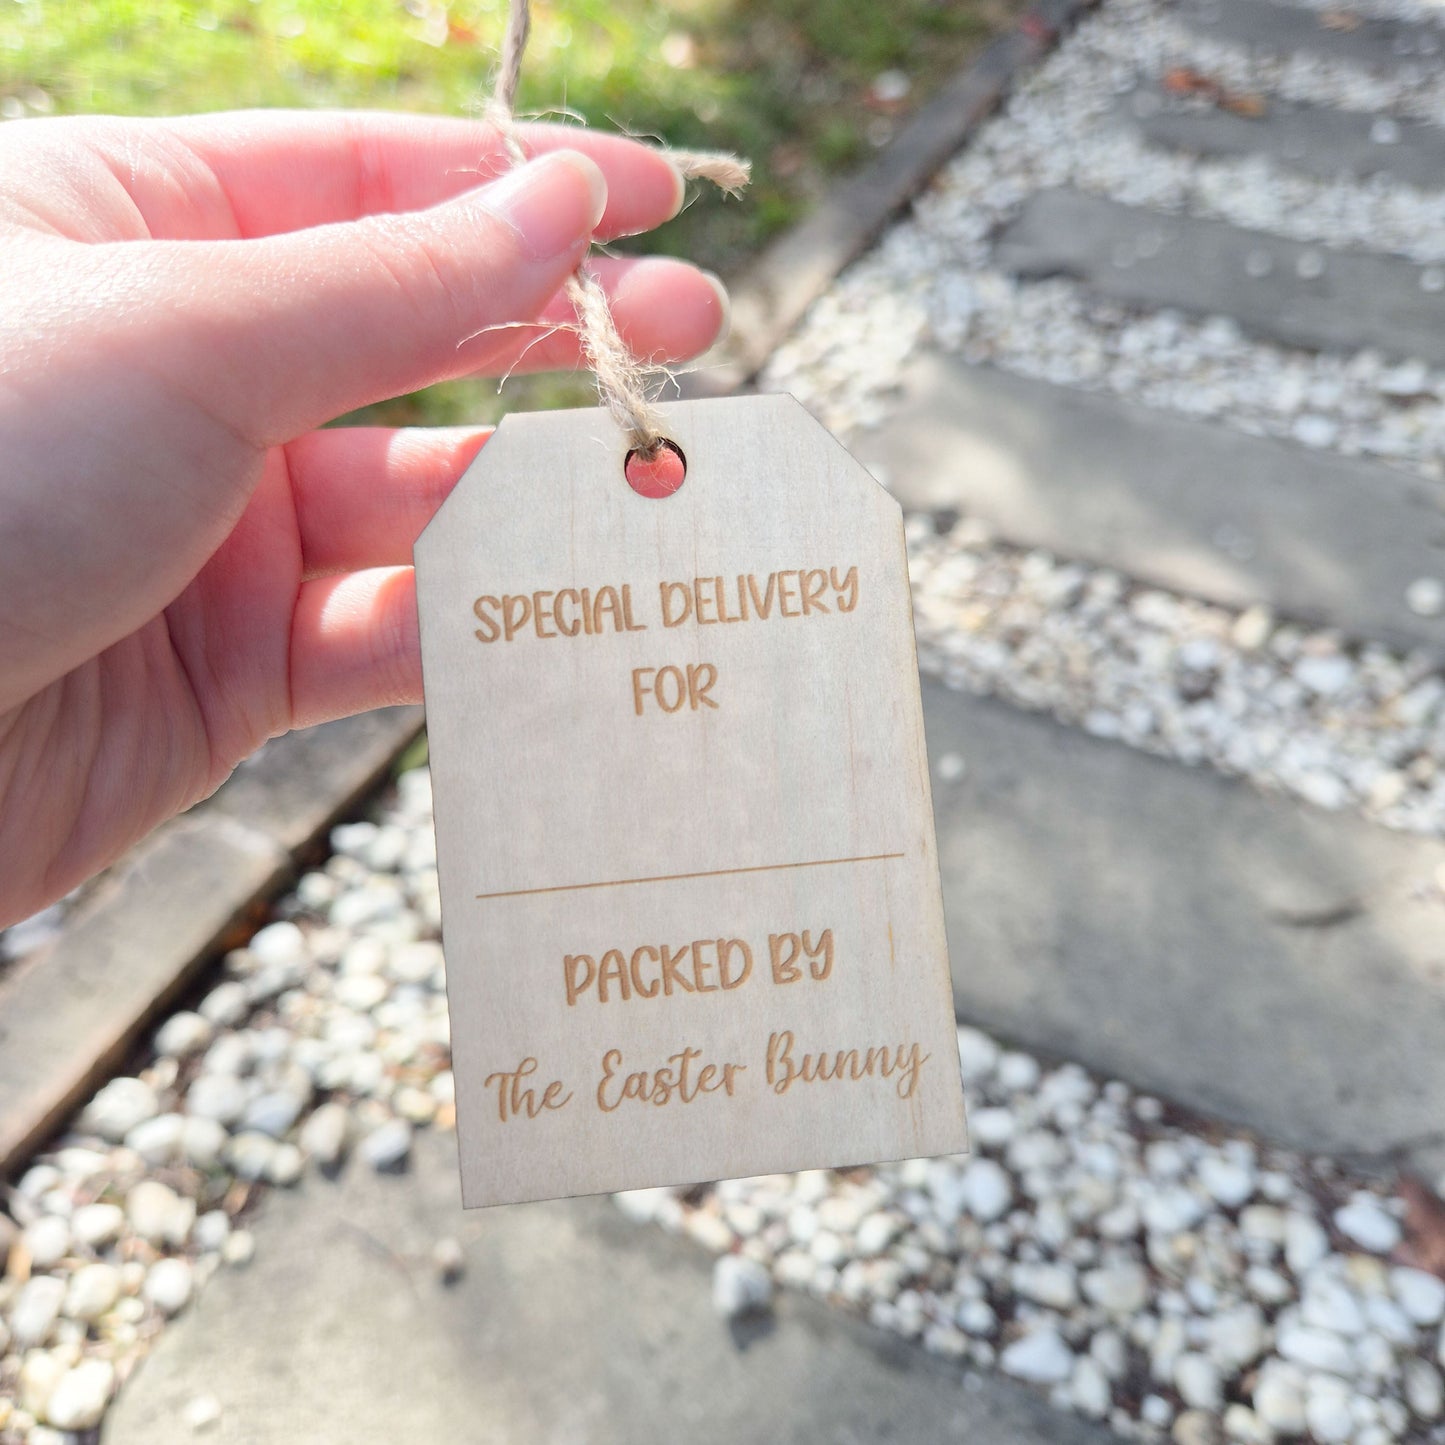 SPECIAL DELIVERY
FOR
PACKED BY
The Easter Bunny